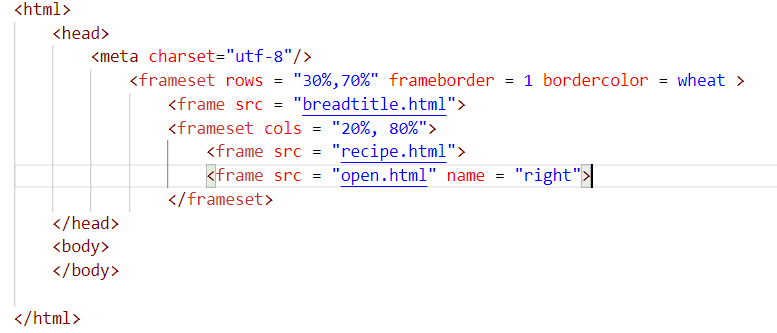 <html>
<head>
<meta charset="utf-8"/>
<frameset rows = "30%,70%" frameborder = 1 bordercolor = wheat >
<frame src = "breadtitle.html">
<frameset cols = "20%, 80%">
<frame src = "recipe.html">
<frame src = "open.html" name = "right">
</frameset>
</head>
<body>
</body>
</html>